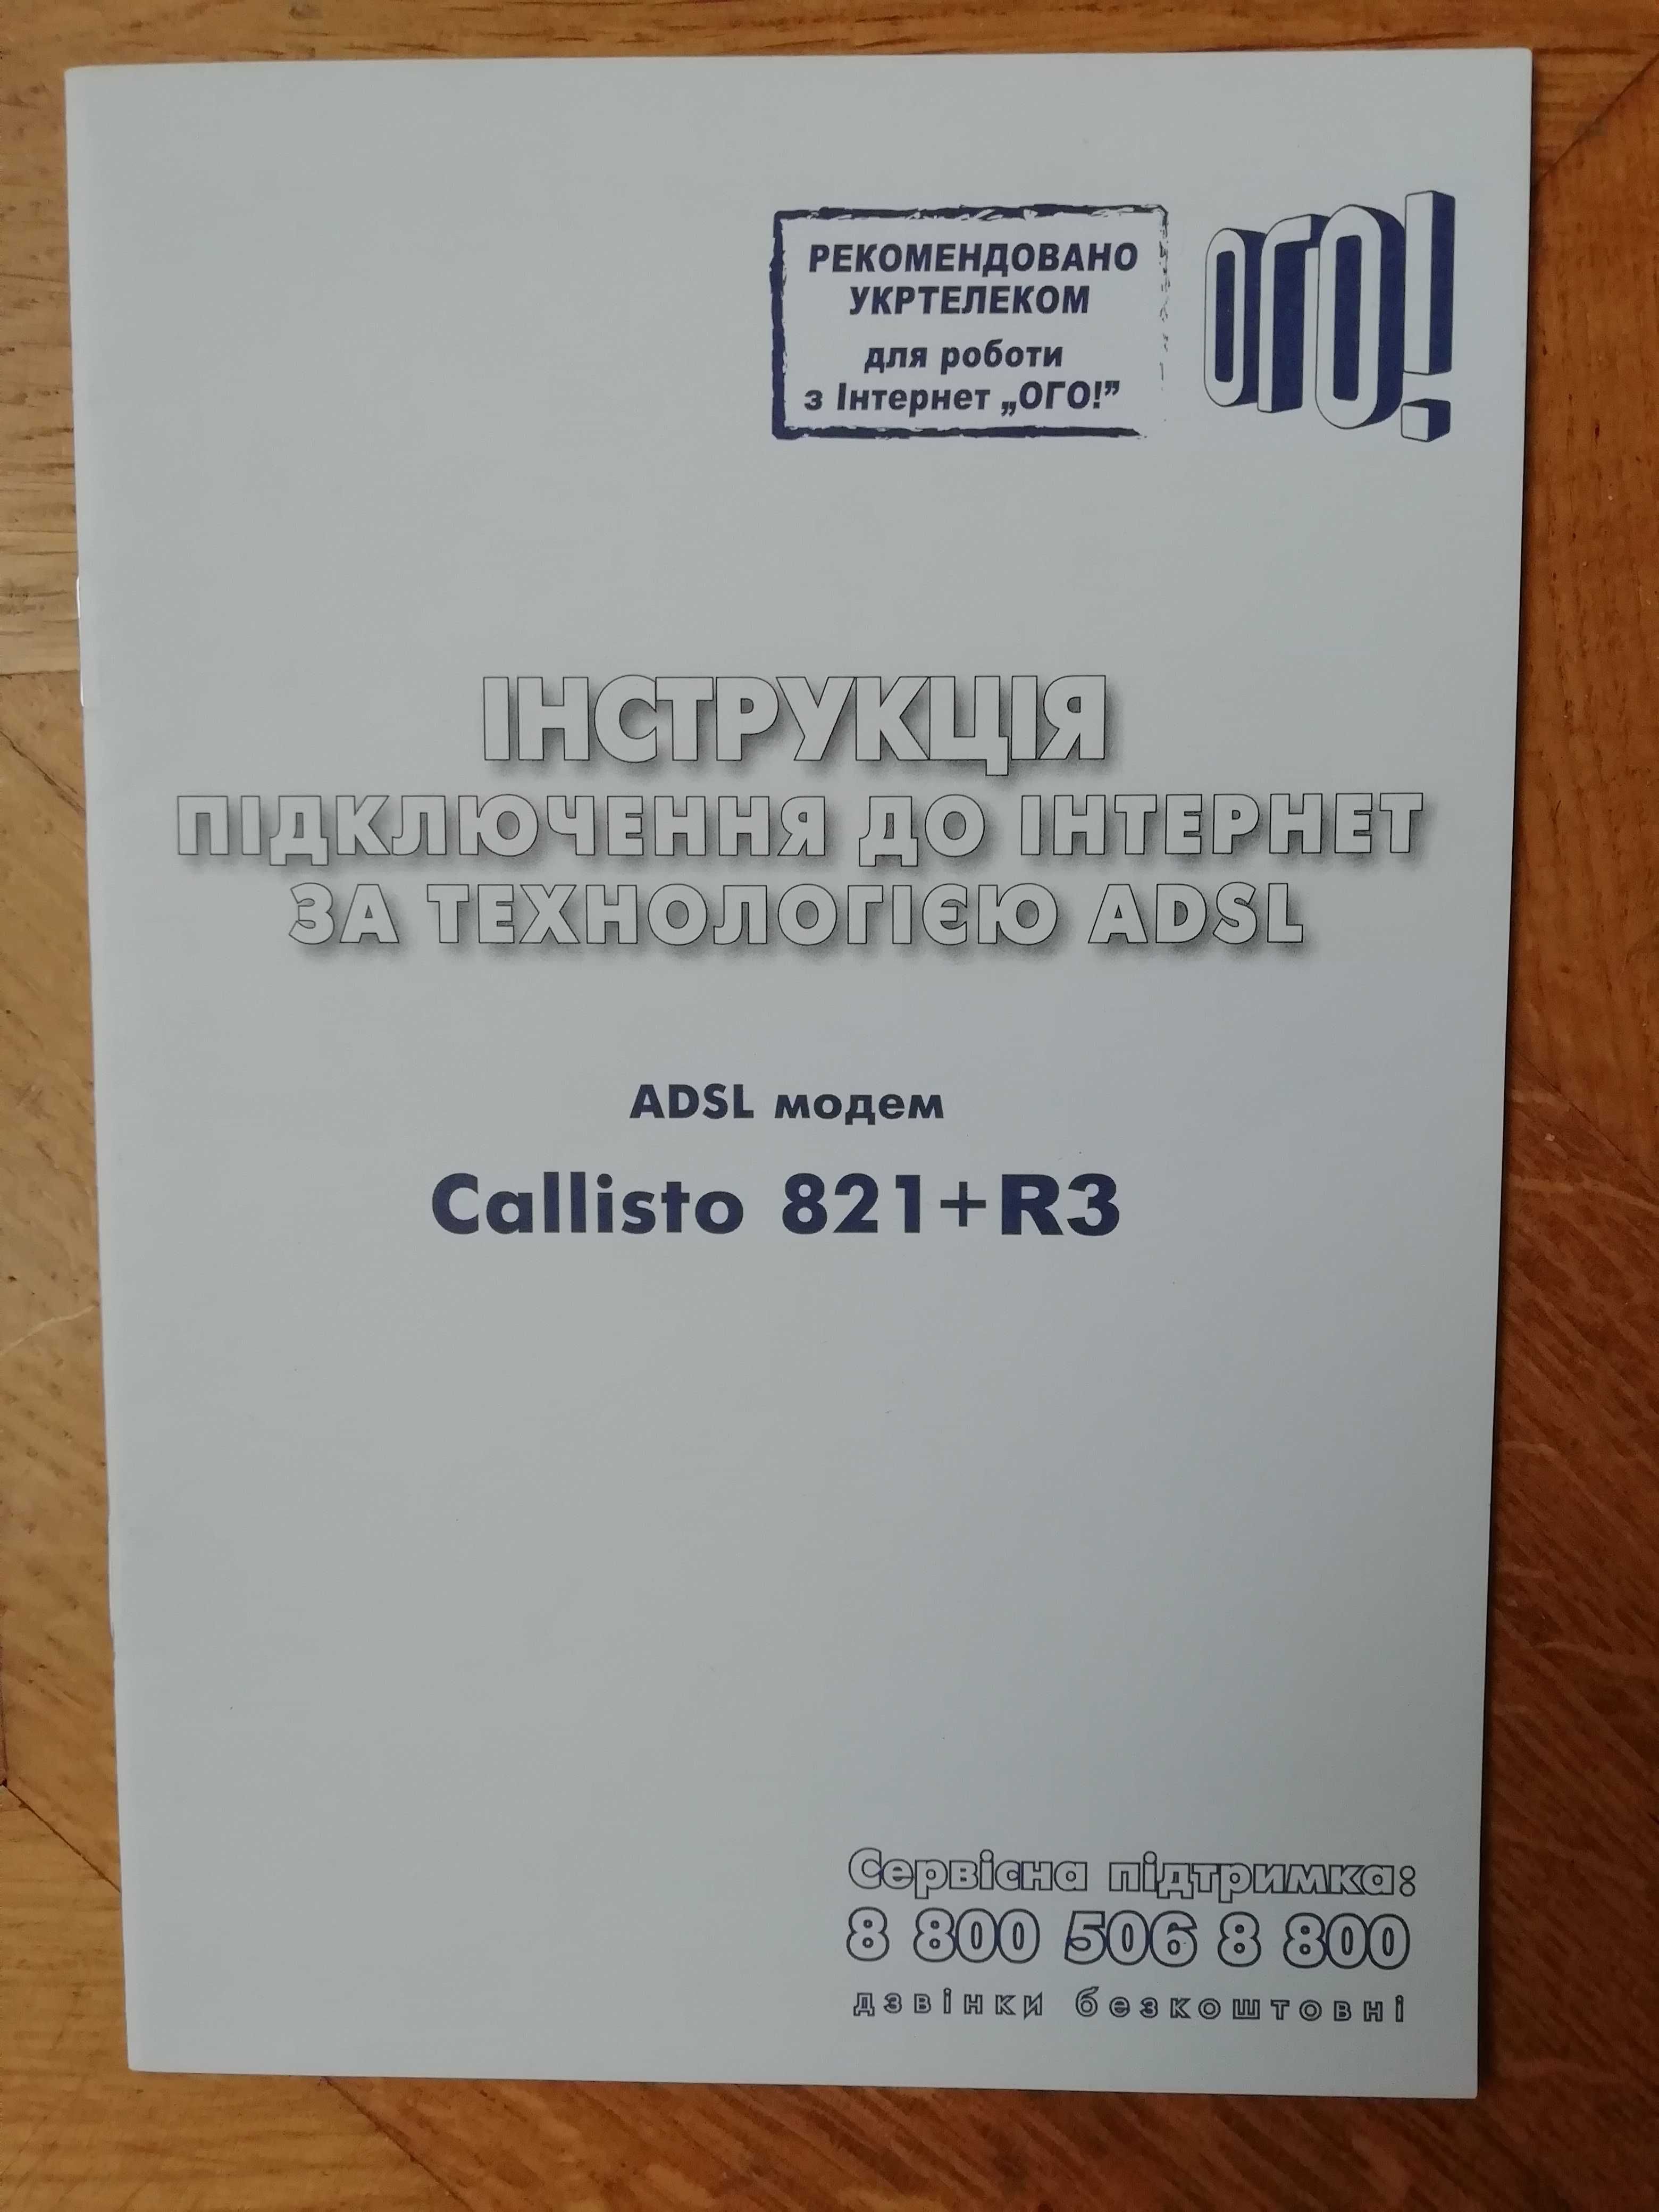 РЕКОМЕНДОВАНО
УКРТЕЛЕКОМ
для роботи
з Інтернет „ОГО!”
ОГО!
ІНСТРУКЦІЯ
ПІДКЛЮЧЕННЯ ДО ІНТЕРНЕТ
ЗА ТЕХНОЛОГІЄЮ ADSL
ADSL модем
Callisto 821+R3
Сервісна підтримка:
8 800 506 8 800
дзвінки безкоштовні